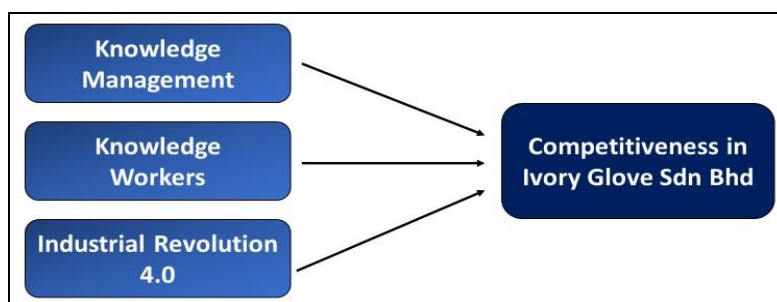 Knowledge
Management
Knowledge
Workers
Industrial Revolution
4.0
Competitiveness in
Ivory Glove Sdn Bhd